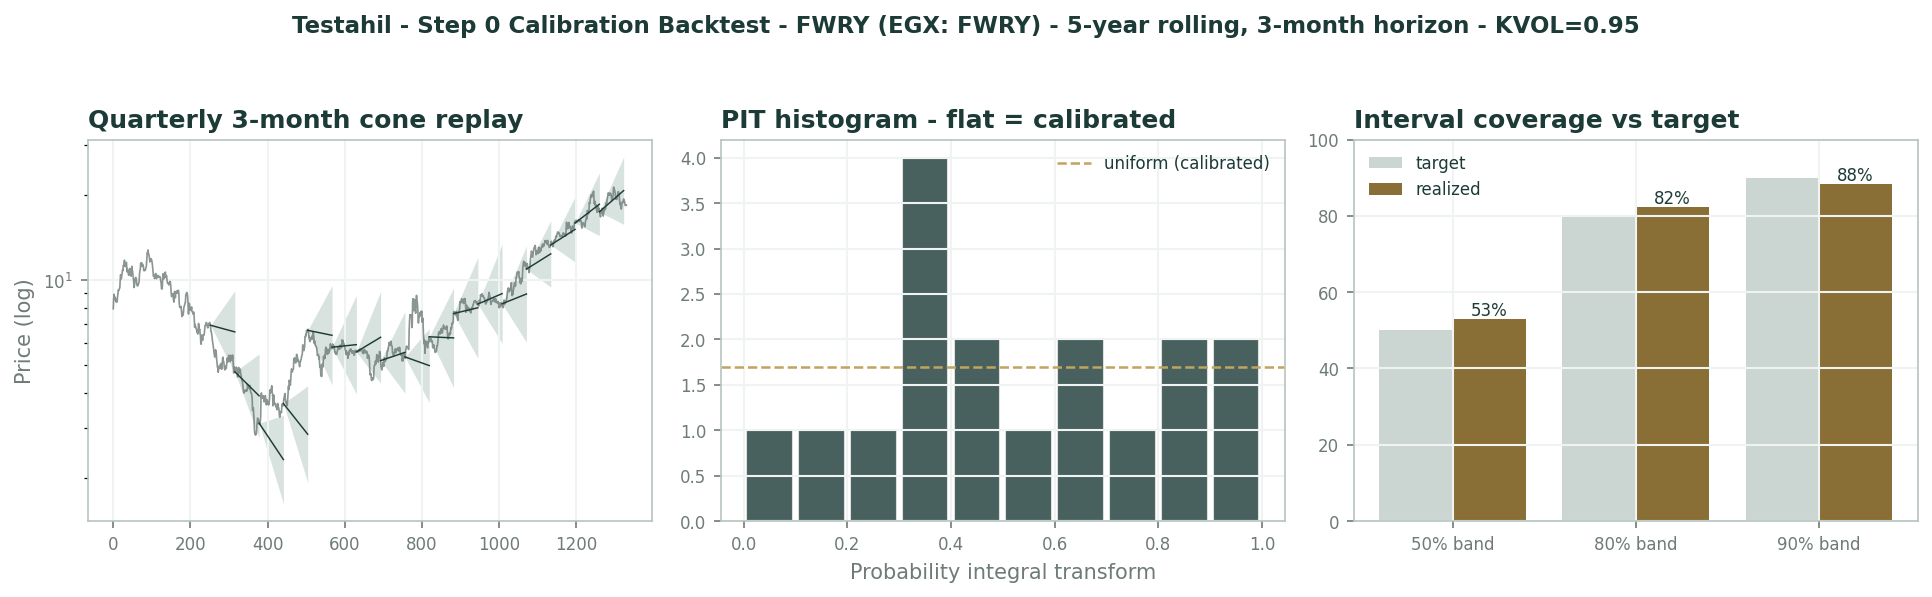 Testahil - Step 0 Calibration Backtest - FWRY (EGX: FWRY) - 5-year rolling, 3-month horizon - KVOL=0.95
Quarterly 3-month cone replay
Price (log)
10¹
0 200 400 600 800 1000 1200
PIT histogram - flat = calibrated
uniform (calibrated)
4.0
3.5
3.0
2.5
2.0
1.5
1.0
0.5
0.0
0.0 0.2 0.4 0.6 0.8 1.0
Probability integral transform
Interval coverage vs target
target
realized
100
80
60
40
20
0
53%
82%
88%
50% band 80% band 90% band